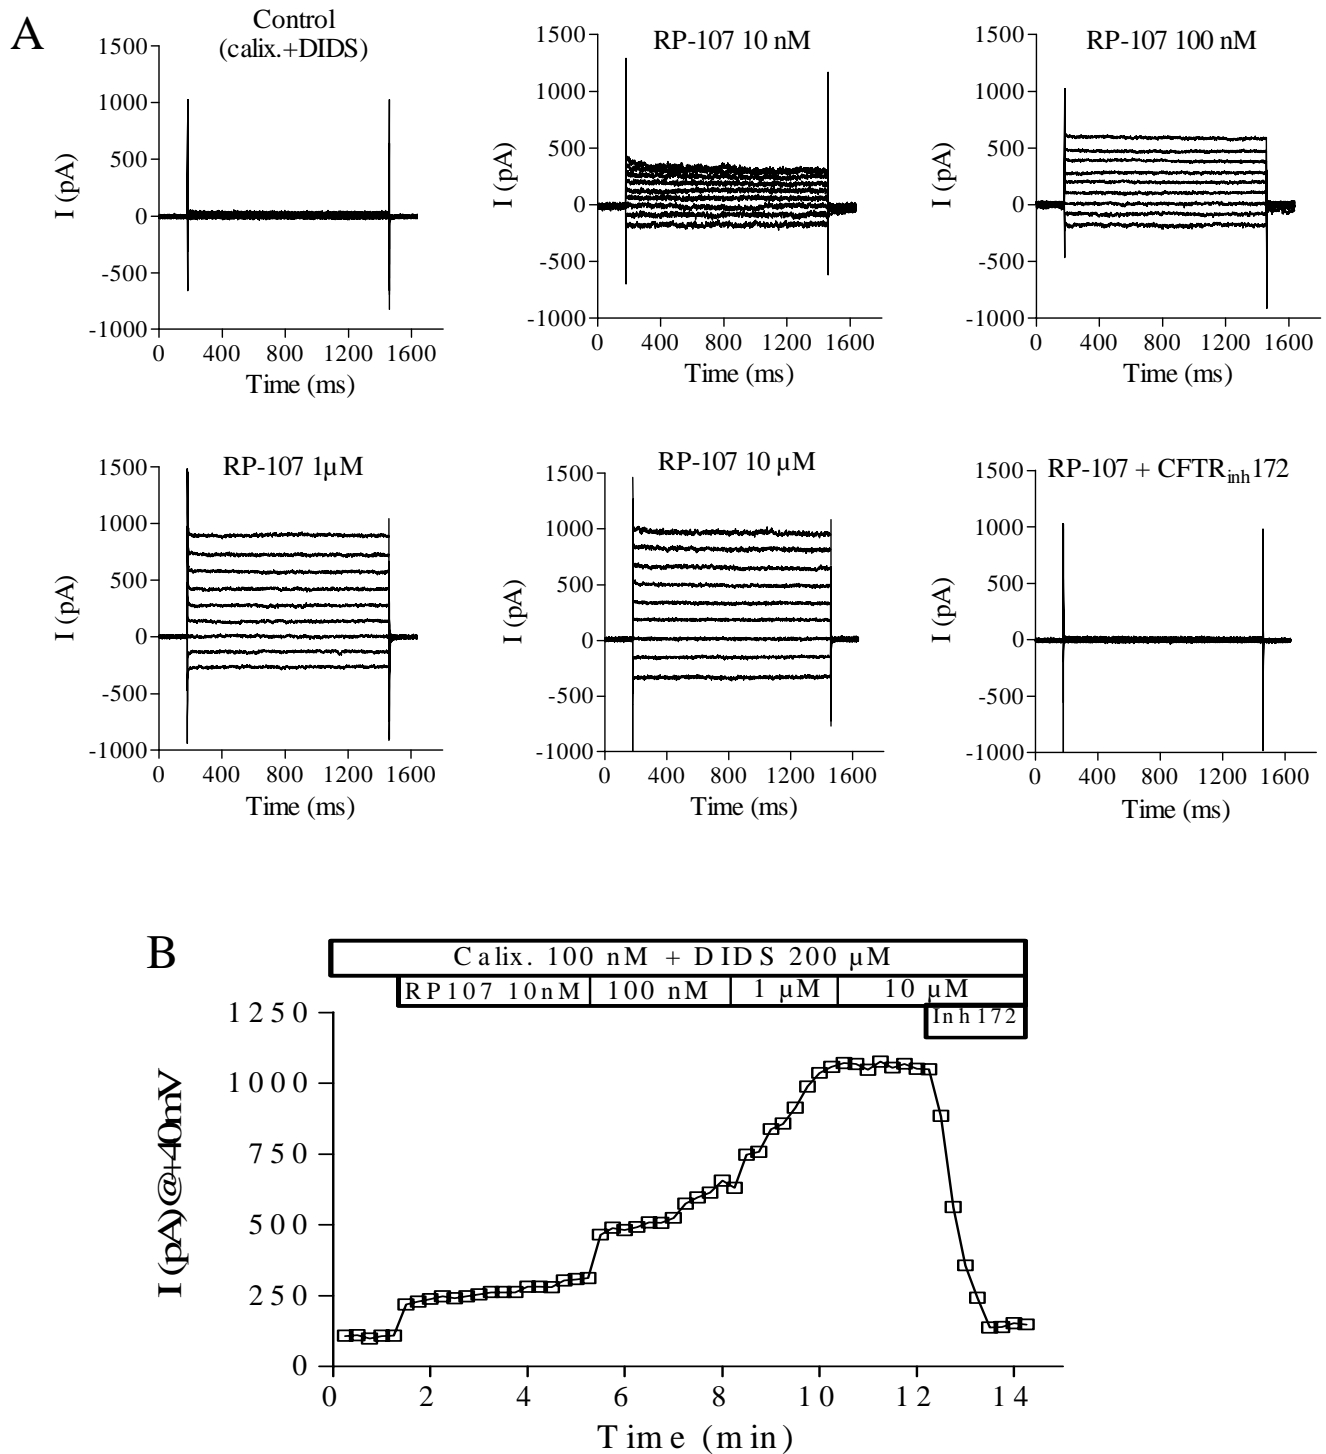 A
Control
(calix.+DIDS)
1500
1000
500
0
-500
-1000
I (pA)
0 400 800 1200 1600
Time (ms)
RP-107 10 nM
1500
1000
500
0
-500
-1000
I (pA)
0 400 800 1200 1600
Time (ms)
RP-107 100 nM
1500
1000
500
0
-500
-1000
I (pA)
0 400 800 1200 1600
Time (ms)
RP-107 1µM
1500
1000
500
0
-500
-1000
I (pA)
0 400 800 1200 1600
Time (ms)
RP-107 10 µM
1500
1000
500
0
-500
-1000
I (pA)
0 400 800 1200 1600
Time (ms)
RP-107 + CFTRinh172
1500
1000
500
0
-500
-1000
I (pA)
0 400 800 1200 1600
Time (ms)
B
Calix. 100 nM + DIDS 200 µM
RP107 10nM 100 nM 1 µM 10 µM
Inh172
1250
1000
750
500
250
0
I (pA)@+40mV
0 2 4 6 8 10 12 14
Time (min)